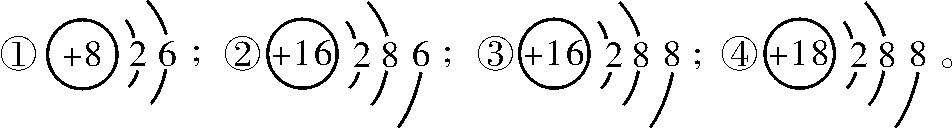 ① +8 2 6 ; ② +16 2 8 6 ; ③ +16 2 8 8 ; ④ +18 2 8 8 。